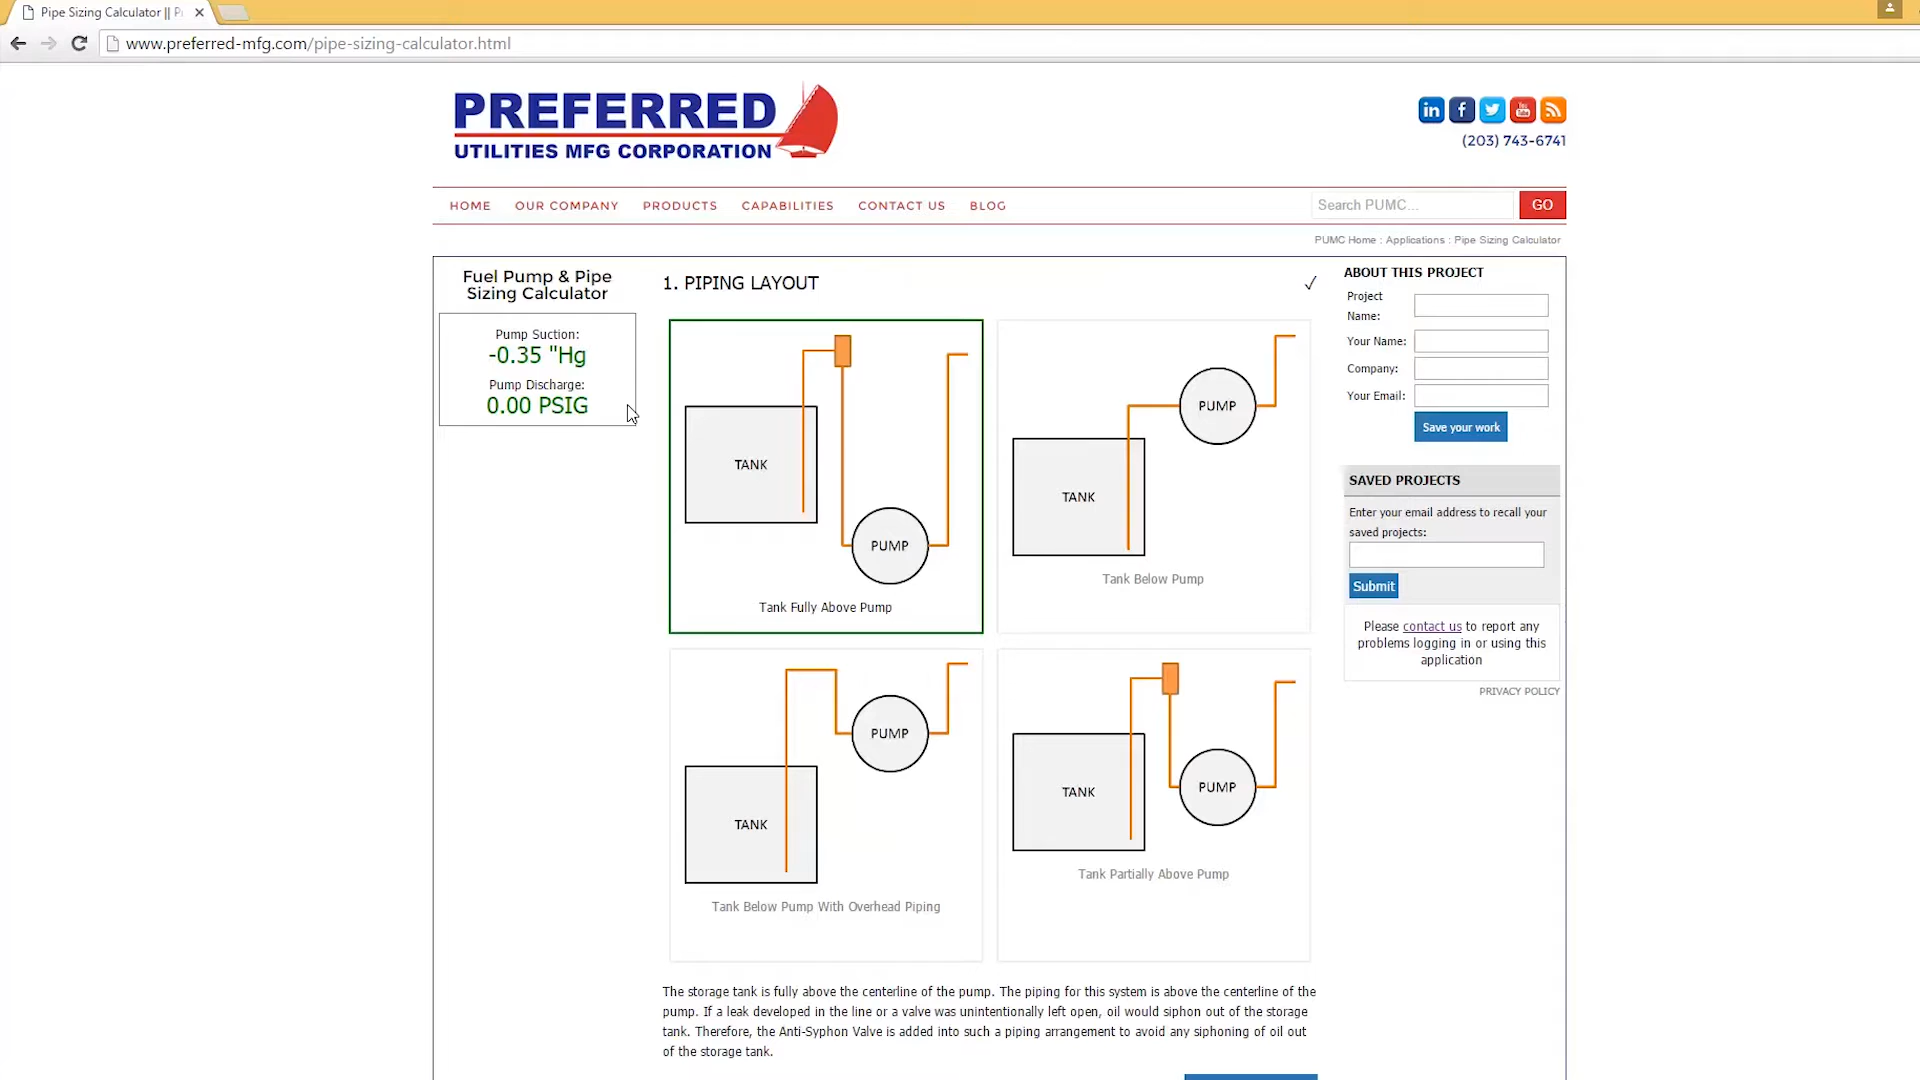 Pipe Sizing Calculator || P
www.preferred-mfg.com/pipe-sizing-calculator.html
PREFERRED
UTILITIES MFG CORPORATION
in
f
You
Tube
(203) 743-6741
HOME OUR COMPANY PRODUCTS CAPABILITIES CONTACT US BLOG
Search PUMC... GO
PUMC Home : Applications : Pipe Sizing Calculator
Fuel Pump & Pipe
Sizing Calculator
Pump Suction:
-0.35 "Hg
Pump Discharge:
0.00 PSIG
1. PIPING LAYOUT ✓
TANK
PUMP
Tank Fully Above Pump
PUMP
TANK
Tank Below Pump
PUMP
TANK
Tank Below Pump With Overhead Piping
PUMP
TANK
Tank Partially Above Pump
The storage tank is fully above the centerline of the pump. The piping for this system is above the centerline of the
pump. If a leak developed in the line or a valve was unintentionally left open, oil would siphon out of the storage
tank. Therefore, the Anti-Syphon Valve is added into such a piping arrangement to avoid any siphoning of oil out
of the storage tank.
ABOUT THIS PROJECT
Project
Name:
Your Name:
Company:
Your Email:
Save your work
SAVED PROJECTS
Enter your email address to recall your
saved projects:
Submit
Please contact us to report any
problems logging in or using this
application
PRIVACY POLICY